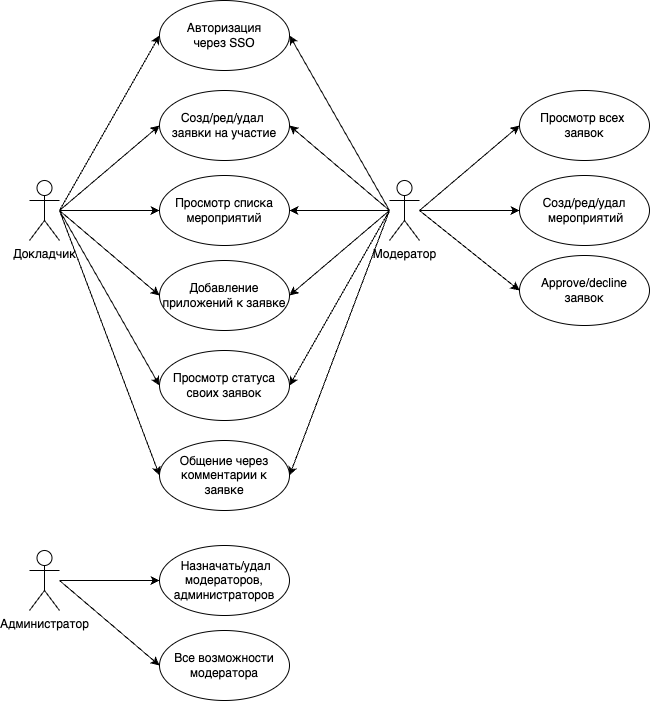 Авторизация
через SSO
Созд/ред/удал
заявки на участие
Просмотр всех
заявок
Просмотр списка
мероприятий
Созд/ред/удал
мероприятий
Докладчик
Модератор
Добавление
приложений к заявке
Approve/decline
заявок
Просмотр статуса
своих заявок
Общение через
комментарии к
заявке
Назначать/удал
модераторов,
администраторов
Администратор
Все возможности
модератора